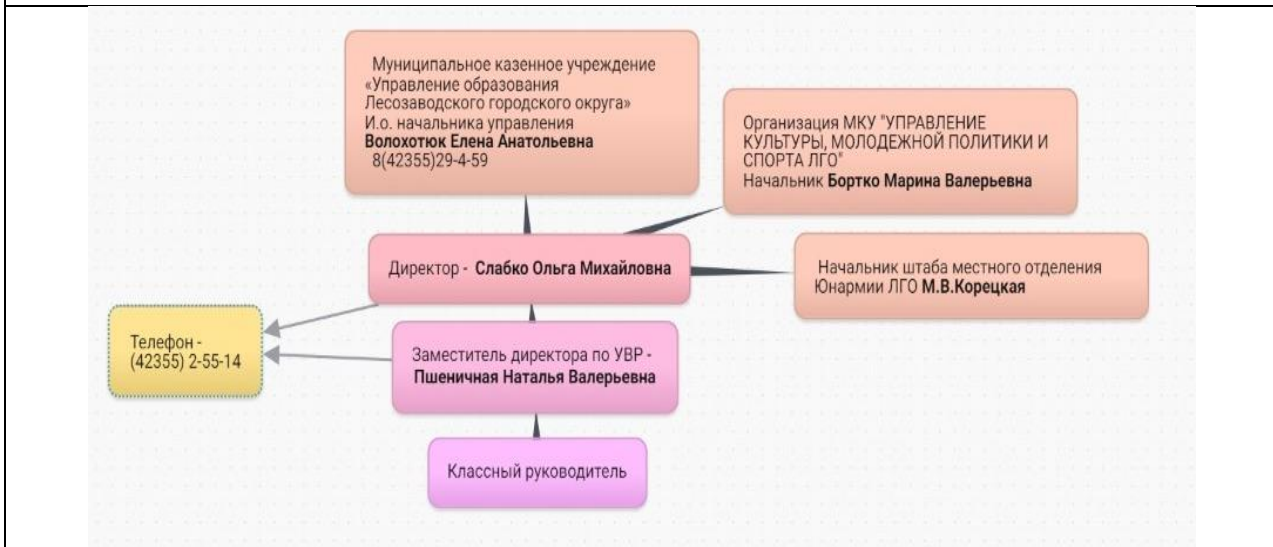 Муниципальное казенное учреждение
«Управление образования
Лесозаводского городского округа»
И.о. начальника управления
Волохотюк Елена Анатольевна
8(42355)29-4-59
Организация МКУ "УПРАВЛЕНИЕ
КУЛЬТУРЫ, МОЛОДЕЖНОЙ ПОЛИТИКИ И
СПОРТА ЛГО"
Начальник Бортко Марина Валерьевна
Директор - Слабко Ольга Михайловна
Начальник штаба местного отделения
Юнармии ЛГО М.В.Корецкая
Телефон -
(42355) 2-55-14
Заместитель директора по УВР -
Пшеничная Наталья Валерьевна
Классный руководитель